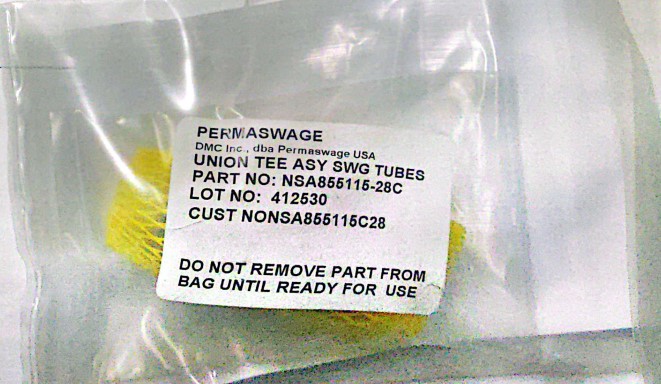 PERMASWAGE
DMC Inc., dba Permaswage USA
UNION TEE ASY SWG TUBES
PART NO: NSA855115-28C
LOT NO: 412530
CUST NONSA855115C28
DO NOT REMOVE PART FROM
BAG UNTIL READY FOR USE